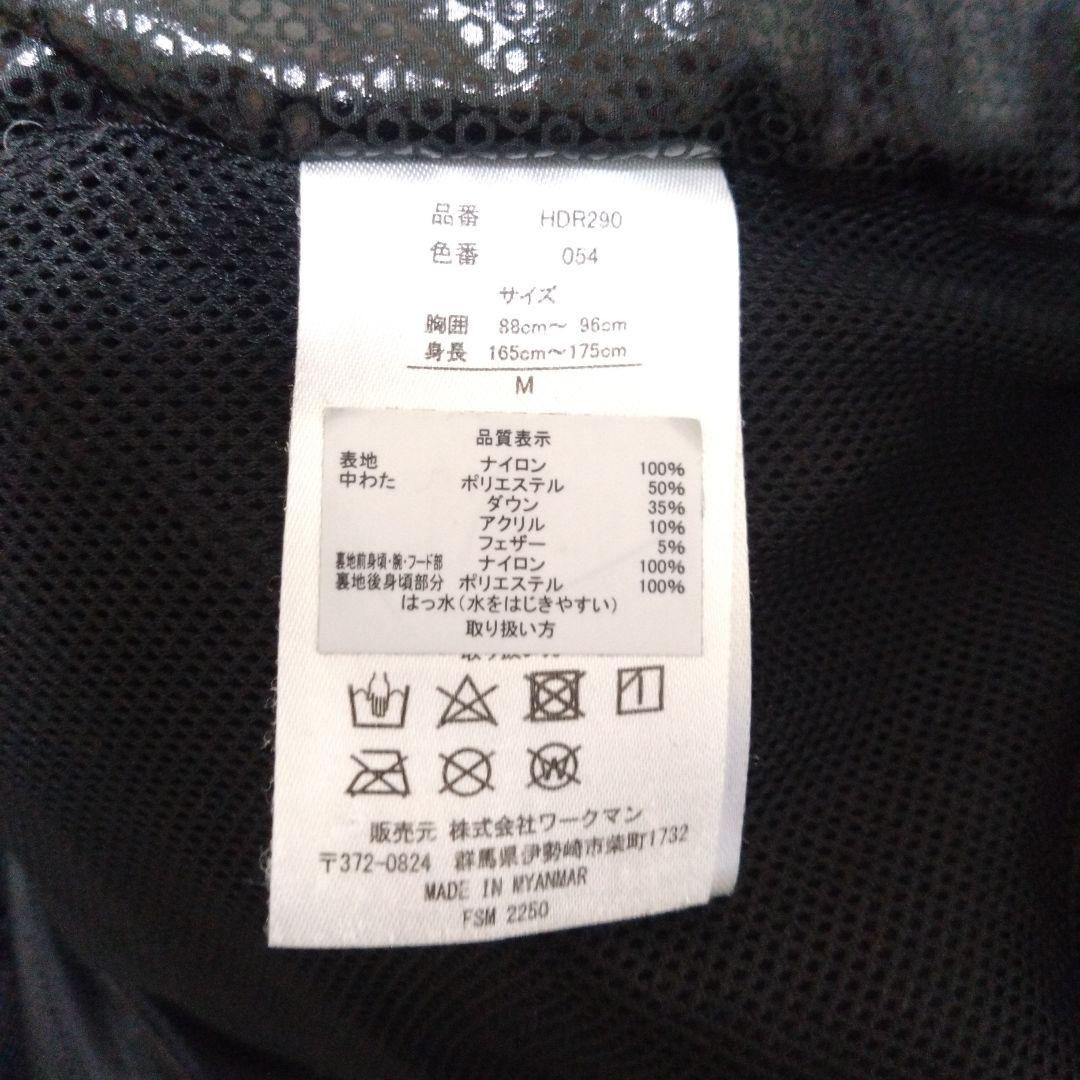 品番 HDR290
色番 054
サイズ
胸囲 88cm～ 96cm
身長 165cm～175cm
M
品質表示
表地 ナイロン 100%
中わた ポリエステル 50%
ダウン 35%
アクリル 10%
フェザー 5%
裏地前身頃・腕・フード部 ナイロン 100%
裏地後身頃部分 ポリエステル 100%
はっ水（水をはじきやすい）
取り扱い方
W
販売元 株式会社ワークマン
〒372-0824 群馬県伊勢崎市柴町1732
MADE IN MYANMAR
FSM 2250